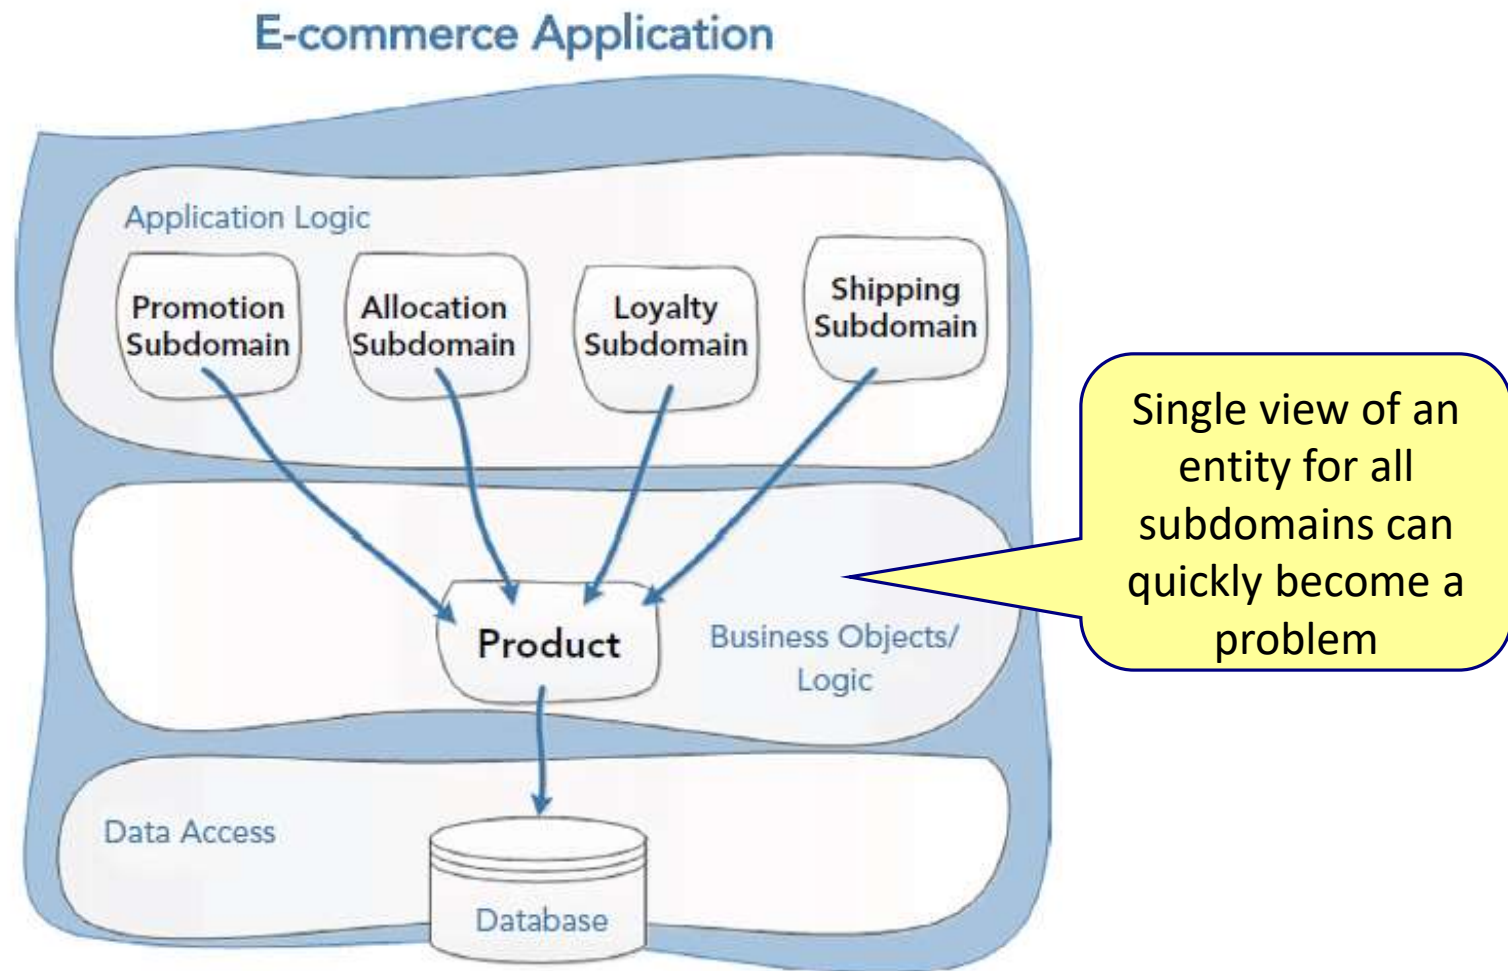 E-commerce Application
Application Logic
Promotion
Subdomain
Allocation
Subdomain
Loyalty
Subdomain
Shipping
Subdomain
Single view of an
entity for all
subdomains can
quickly become a
problem
Product
Business Objects/
Logic
Data Access
Database